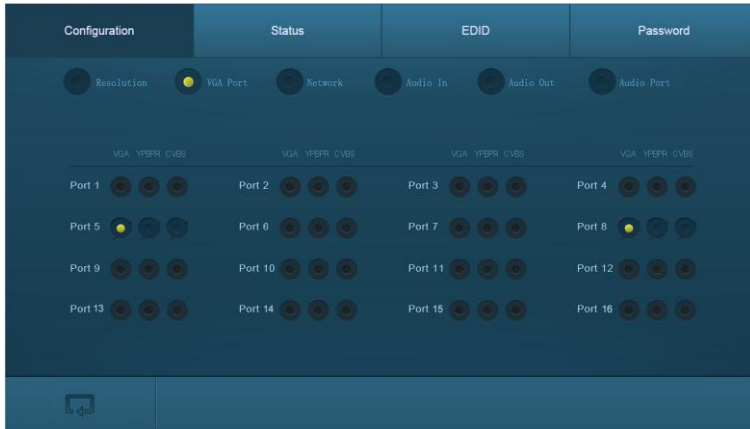 Configuration Status EDID Password
Resolution VGA Port Network Audio In Audio Out Audio Port
VGA YPBPR CVBS VGA YPBPR CVBS VGA YPBPR CVBS VGA YPBPR CVBS
Port 1 Port 2 Port 3 Port 4
Port 5 Port 6 Port 7 Port 8
Port 9 Port 10 Port 11 Port 12
Port 13 Port 14 Port 15 Port 16